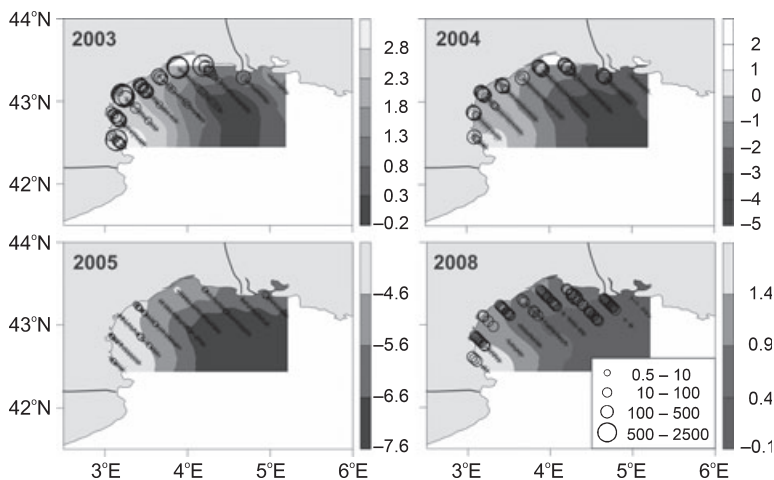 44°N
43°N
42°N
2003
2.8
2.3
1.8
1.3
0.8
0.3
–0.2
2004
2
1
0
–1
–2
–3
–4
–5
44°N
43°N
42°N
2005
–4.6
–5.6
–6.6
–7.6
2008
1.4
0.9
0.4
–0.1
0.5 – 10
10 – 100
100 – 500
500 – 2500
3°E
4°E
5°E
6°E
3°E
4°E
5°E
6°E